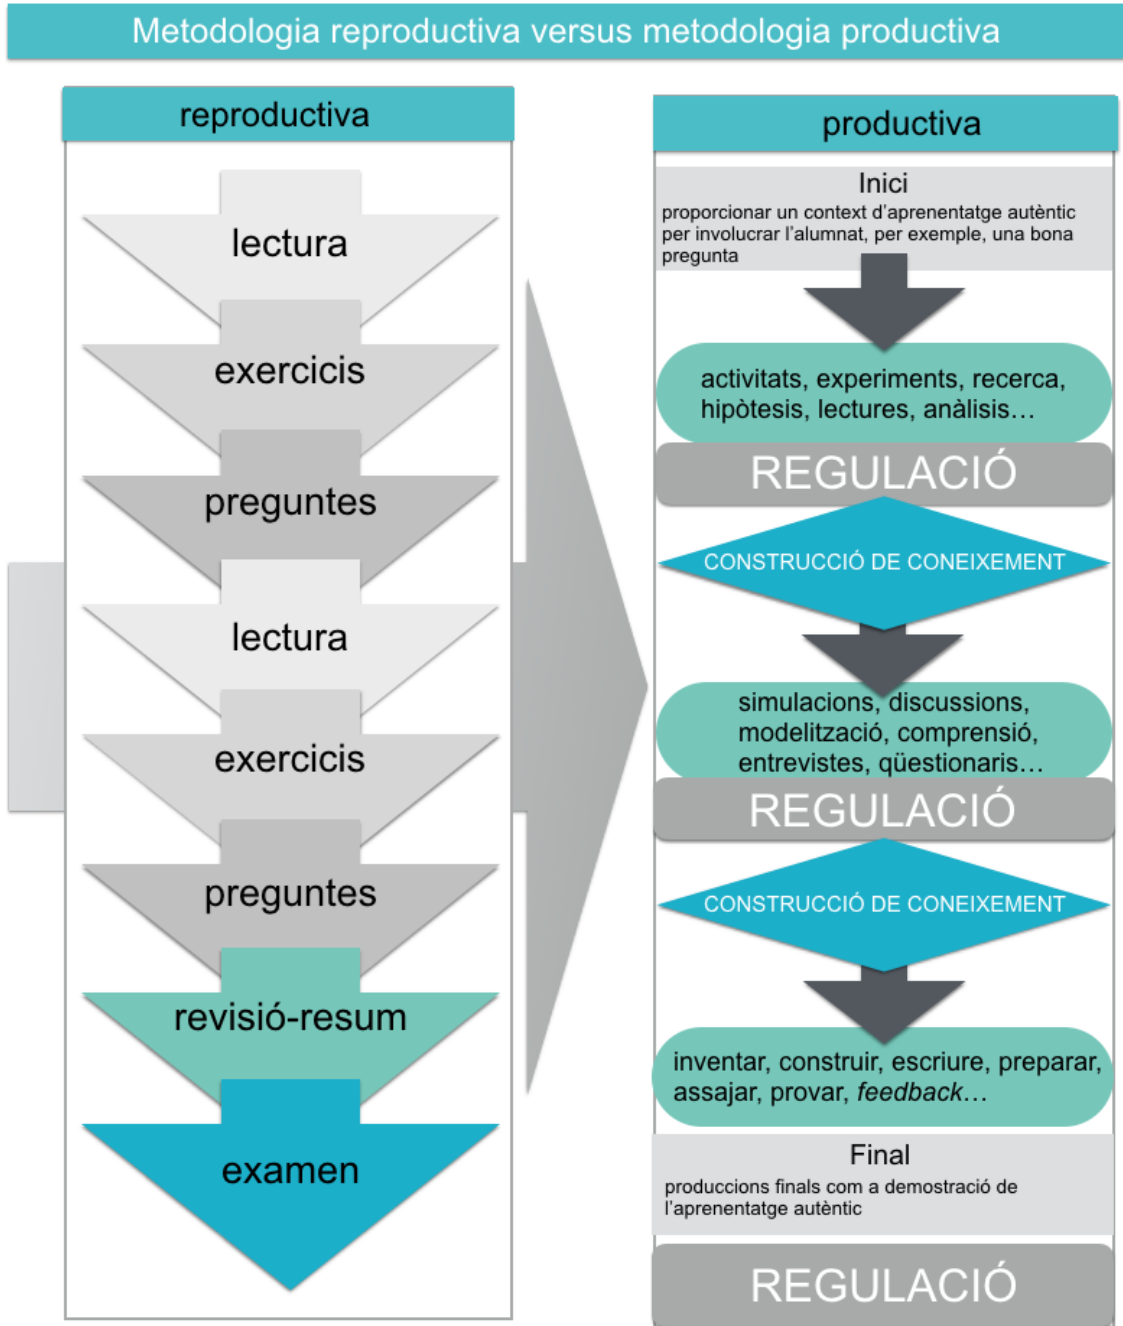 Metodologia reproductiva versus metodologia productiva
reproductiva
lectura
exercicis
preguntes
lectura
exercicis
preguntes
revisió-resum
examen
productiva
Inici
proporcionar un context d'aprenentatge autèntic
per involucrar l'alumnat, per exemple, una bona
pregunta
activitats, experiments, recerca,
hipòtesis, lectures, anàlisis…
REGULACIÓ
CONSTRUCCIÓ DE CONEIXEMENT
simulacions, discussions,
modelització, comprensió,
entrevistes, qüestionaris…
REGULACIÓ
CONSTRUCCIÓ DE CONEIXEMENT
inventar, construir, escriure, preparar,
assajar, provar, feedback…
Final
produccions finals com a demostració de
l'aprenentatge autèntic
REGULACIÓ